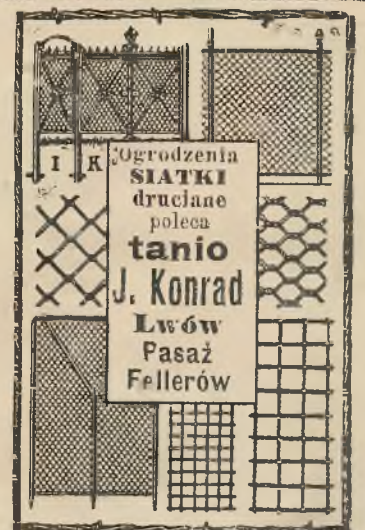 I K
Ogrodzenia
SIATKI
druciane
poleca
tanio
J. Konrad
Lwów
Pasaż
Fellerów